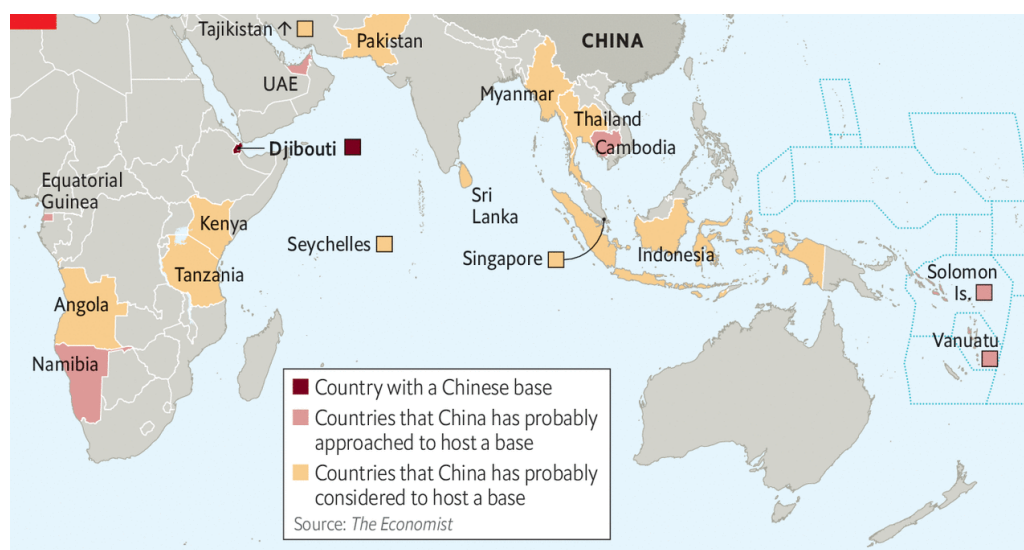 Tajikistan ↑
Pakistan
CHINA
UAE
Myanmar
Thailand
Djibouti
Cambodia
Equatorial
Guinea
Sri
Lanka
Kenya
Seychelles
Singapore
Indonesia
Tanzania
Solomon
Is.
Angola
Vanuatu
Namibia
Country with a Chinese base
Countries that China has probably
approached to host a base
Countries that China has probably
considered to host a base
Source: The Economist